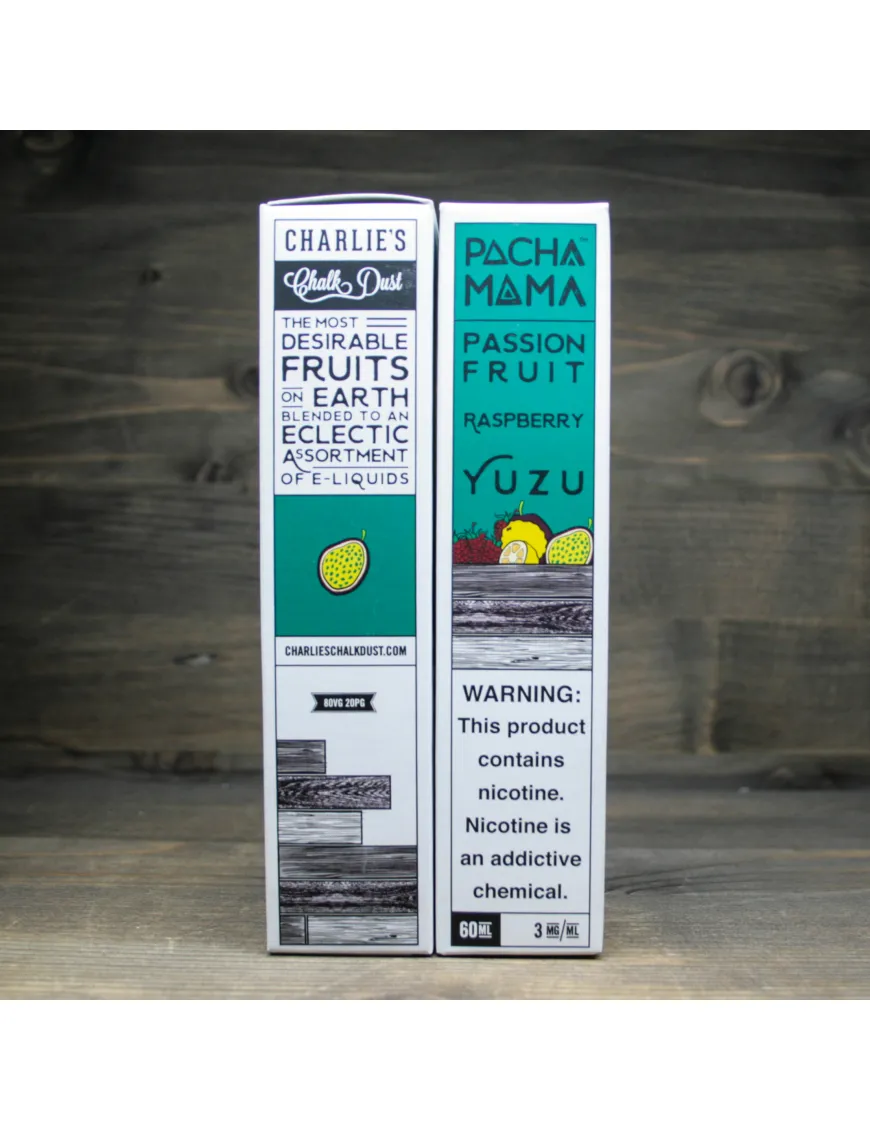 CHARLIE'S
Chalk Dust
THE MOST
DESIRABLE
FRUITS
ON EARTH
BLENDED TO AN
ECLECTIC
ASSORTMENT
OF E-LIQUIDS
CHARLIESCHALKDUST.COM
80VG 20PG
PACHA™
MAMA
PASSION
FRUIT
RASPBERRY
YUZU
WARNING:
This product
contains
nicotine.
Nicotine is
an addictive
chemical.
60ML 3 MG/ML